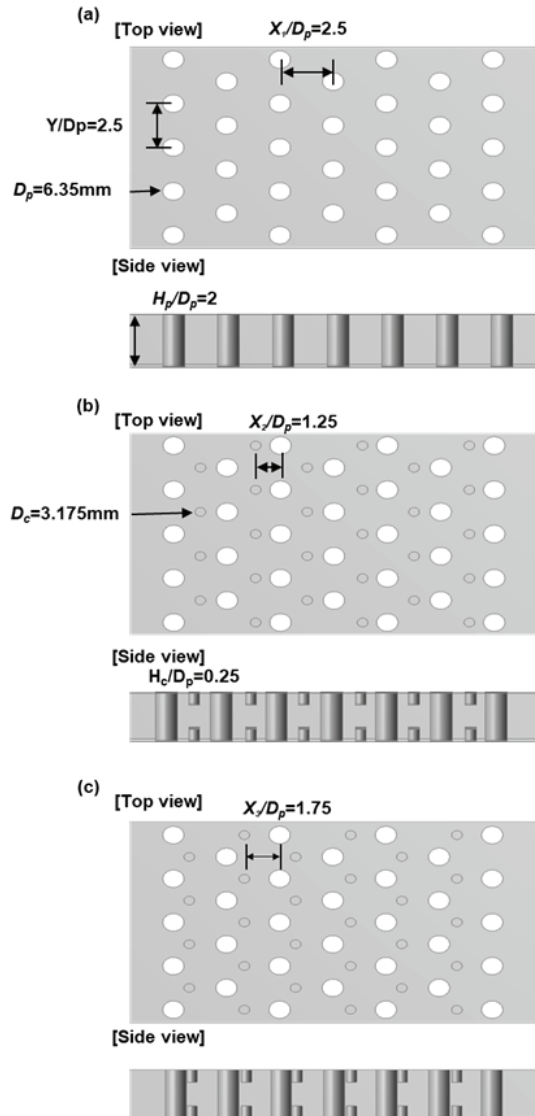 (a)
[Top view]
X₁/Dₚ=2.5
Y/Dp=2.5
Dₚ=6.35mm
[Side view]
Hₚ/Dₚ=2
(b)
[Top view]
X₂/Dₚ=1.25
D꜀=3.175mm
[Side view]
H꜀/Dₚ=0.25
(c)
[Top view]
X₃/Dₚ=1.75
[Side view]